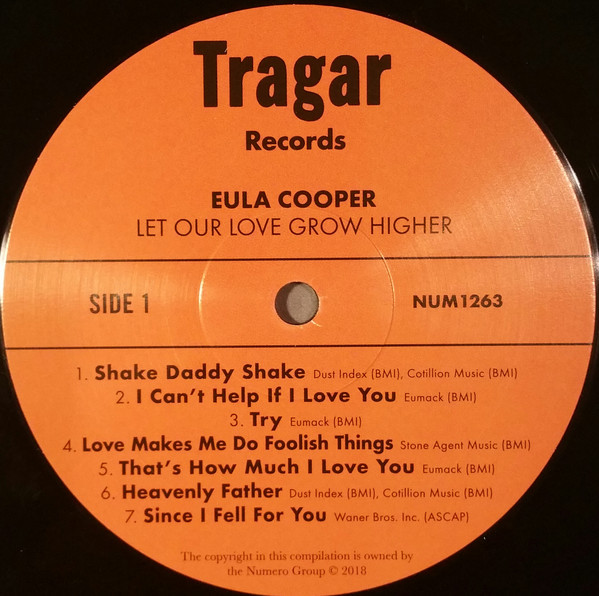 Tragar
Records
EULA COOPER
LET OUR LOVE GROW HIGHER
SIDE 1
NUM1263
1. Shake Daddy Shake Dust Index (BMI), Cotillion Music (BMI)
2. I Can't Help If I Love You Eumack (BMI)
3. Try Eumack (BMI)
4. Love Makes Me Do Foolish Things Stone Agent Music (BMI)
5. That's How Much I Love You Eumack (BMI)
6. Heavenly Father Dust Index (BMI), Cotillion Music (BMI)
7. Since I Fell For You Waner Bros. Inc. (ASCAP)
The copyright in this compilation is owned by
the Numero Group © 2018